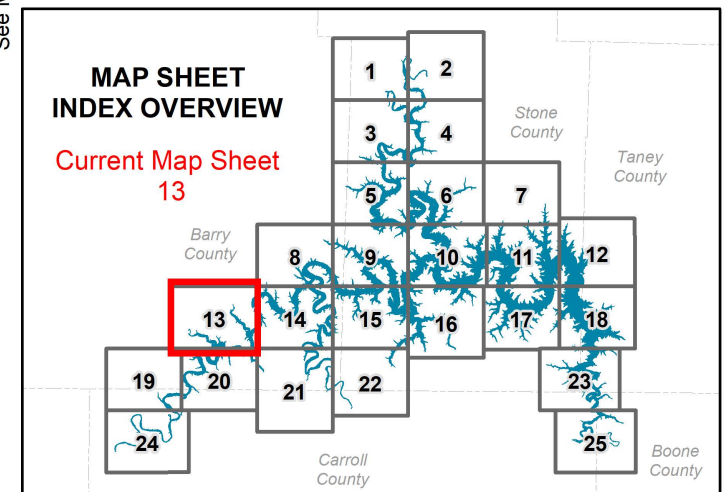 See
MAP SHEET
INDEX OVERVIEW
Current Map Sheet
13
1
2
3
4
Stone
County
Taney
County
5
6
7
Barry
County
8
9
10
11
12
13
14
15
16
17
18
19
20
21
22
23
24
25
Carroll
County
Boone
County